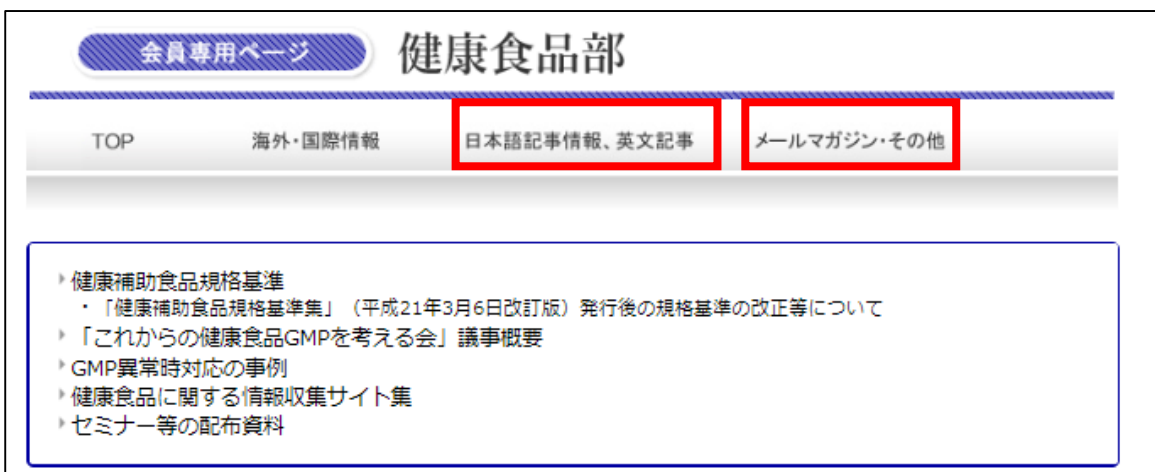 会員専用ページ 健康食品部
TOP 海外・国際情報 日本語記事情報、英文記事 メールマガジン・その他
健康補助食品規格基準
・「健康補助食品規格基準集」（平成21年3月6日改訂版）発行後の規格基準の改正等について
「これからの健康食品GMPを考える会」議事概要
GMP異常時対応の事例
健康食品に関する情報収集サイト集
セミナー等の配布資料